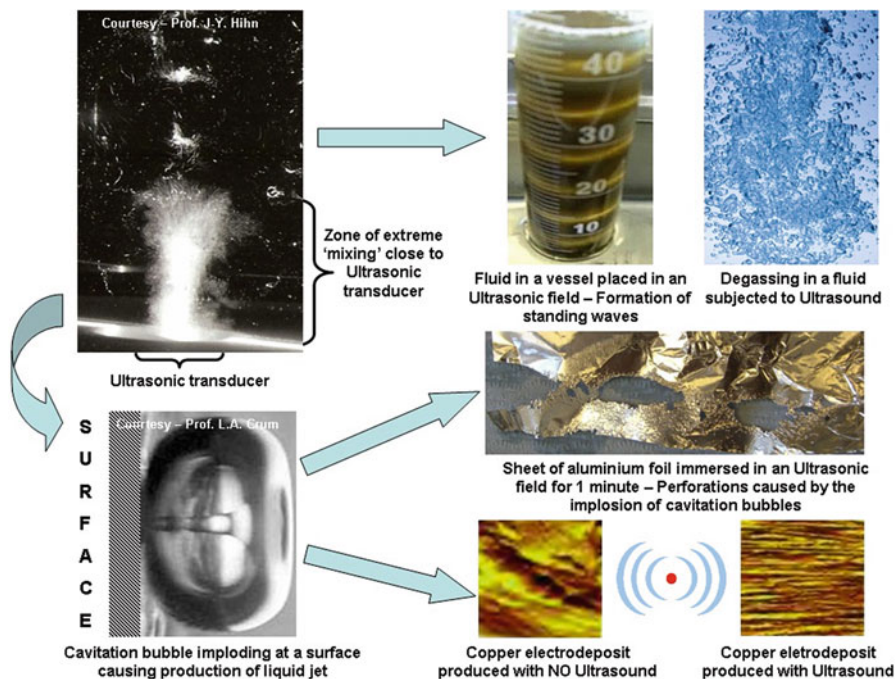 Courtesy – Prof. J.Y. Hihn
Zone of extreme
‘mixing’ close to
Ultrasonic
transducer
Ultrasonic transducer
40
30
20
10
Fluid in a vessel placed in an
Ultrasonic field – Formation of
standing waves
Degassing in a fluid
subjected to Ultrasound
S
U
R
F
A
C
E
Courtesy – Prof. L.A. Crum
Cavitation bubble imploding at a surface
causing production of liquid jet
Sheet of aluminium foil immersed in an Ultrasonic
field for 1 minute – Perforations caused by the
implosion of cavitation bubbles
Copper electrodeposit
produced with NO Ultrasound
Copper eletrodeposit
produced with Ultrasound